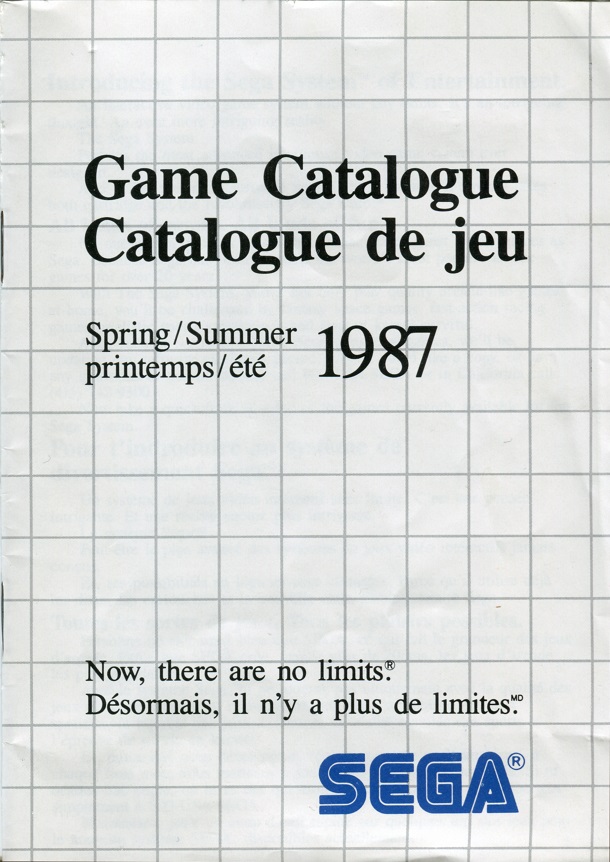 Game Catalogue
Catalogue de jeu
Spring/Summer
printemps/été
1987
Now, there are no limits.®
Désormais, il n'y a plus de limites.MD
SEGA®